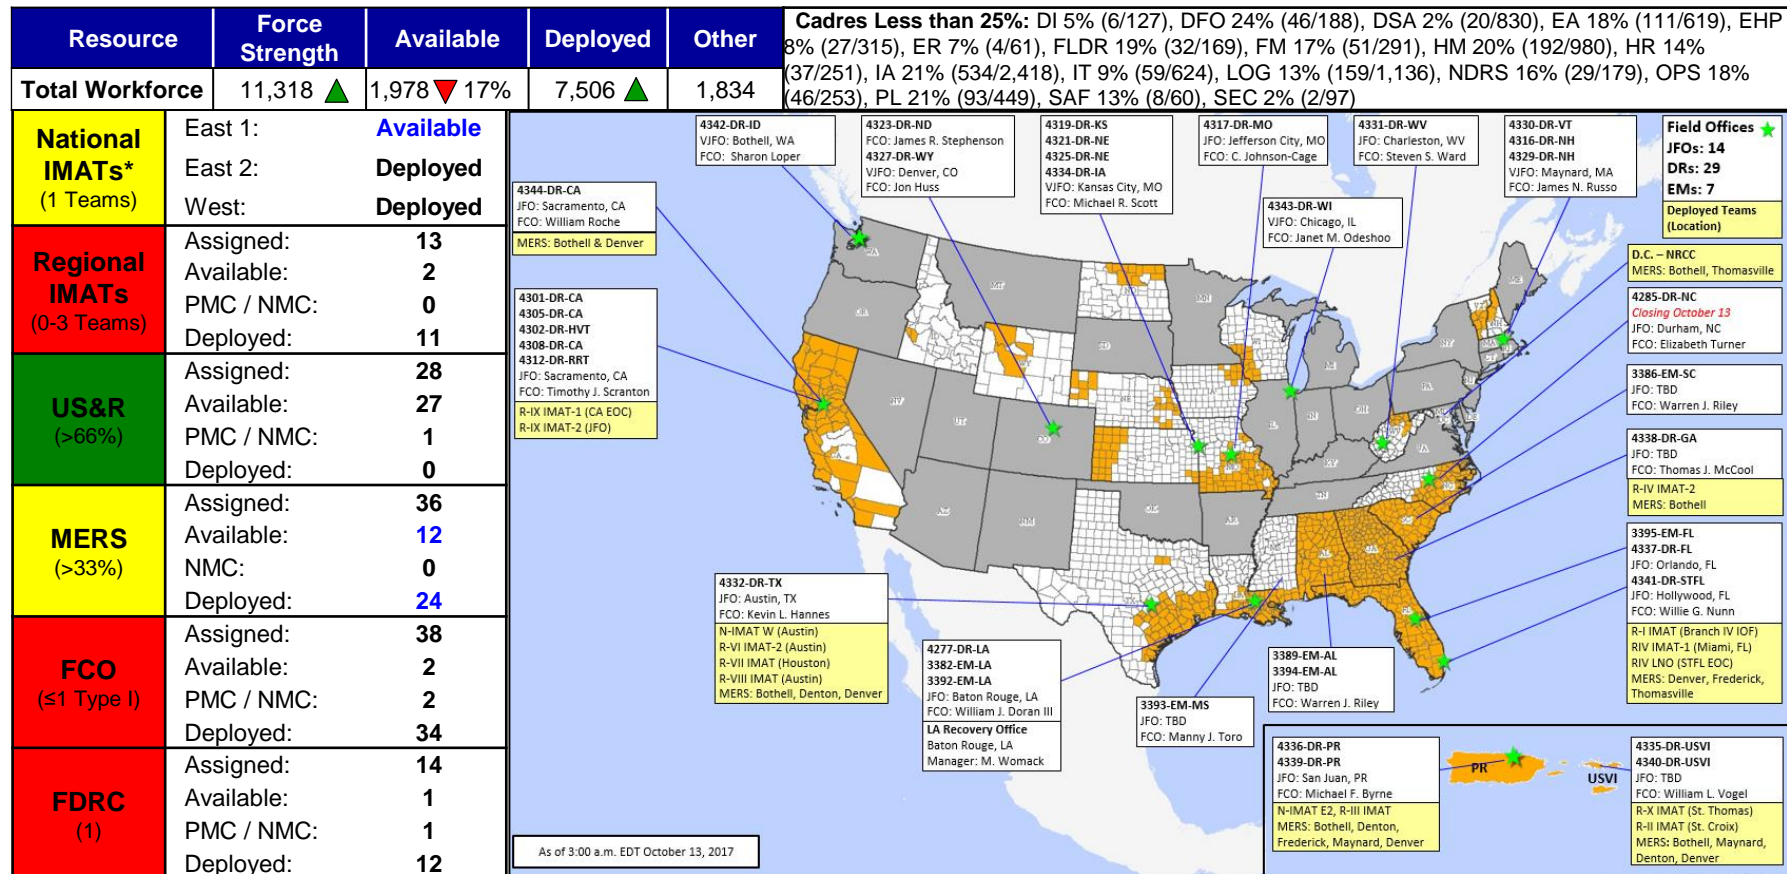 Resource Force Strength Available Deployed Other
Total Workforce 11,318 1,978 17% 7,506 1,834
Cadres Less than 25%: DI 5% (6/127), DFO 24% (46/188), DSA 2% (20/830), EA 18% (111/619), EHP
8% (27/315), ER 7% (4/61), FLDR 19% (32/169), FM 17% (51/291), HM 20% (192/980), HR 14%
(37/251), IA 21% (534/2,418), IT 9% (59/624), LOG 13% (159/1,136), NDRS 16% (29/179), OPS 18%
(46/253), PL 21% (93/449), SAF 13% (8/60), SEC 2% (2/97)
National
IMATs*
(1 Teams)
East 1: Available
East 2: Deployed
West: Deployed
Regional
IMATs
(0-3 Teams)
Assigned: 13
Available: 2
PMC / NMC: 0
Deployed: 11
US&R
(>66%)
Assigned: 28
Available: 27
PMC / NMC: 1
Deployed: 0
MERS
(>33%)
Assigned: 36
Available: 12
NMC: 0
Deployed: 24
FCO
(≤1 Type I)
Assigned: 38
Available: 2
PMC / NMC: 2
Deployed: 34
FDRC
(1)
Assigned: 14
Available: 1
PMC / NMC: 1
Deployed: 12
4342-DR-ID
VJFO: Bothell, WA
FCO: Sharon Loper
4323-DR-ND
FCO: James R. Stephenson
4327-DR-WY
VJFO: Denver, CO
FCO: Jon Huss
4319-DR-KS
4321-DR-NE
4325-DR-NE
4334-DR-IA
VJFO: Kansas City, MO
FCO: Michael R. Scott
4317-DR-MO
JFO: Jefferson City, MO
FCO: C. Johnson-Cage
4331-DR-WV
JFO: Charleston, WV
FCO: Steven S. Ward
4330-DR-VT
4316-DR-NH
4329-DR-NH
VJFO: Maynard, MA
FCO: James N. Russo
Field Offices
JFOs: 14
DRs: 29
EMs: 7
Deployed Teams
(Location)
4344-DR-CA
JFO: Sacramento, CA
FCO: William Roche
MERS: Bothell & Denver
4343-DR-WI
VJFO: Chicago, IL
FCO: Janet M. Odeshoo
D.C. – NRCC
MERS: Bothell, Thomasville
4301-DR-CA
4305-DR-CA
4302-DR-HVT
4308-DR-CA
4312-DR-RRT
JFO: Sacramento, CA
FCO: Timothy J. Scranton
R-IX IMAT-1 (CA EOC)
R-IX IMAT-2 (JFO)
4285-DR-NC
Closing October 13
JFO: Durham, NC
FCO: Elizabeth Turner
3386-EM-SC
JFO: TBD
FCO: Warren J. Riley
4338-DR-GA
JFO: TBD
FCO: Thomas J. McCool
R-IV IMAT-2
MERS: Bothell
3395-EM-FL
4337-DR-FL
JFO: Orlando, FL
4341-DR-STFL
JFO: Hollywood, FL
FCO: Willie G. Nunn
R-I IMAT (Branch IV IOF)
RIV IMAT-1 (Miami, FL)
RIV LNO (STFL EOC)
MERS: Denver, Frederick,
Thomasville
4332-DR-TX
JFO: Austin, TX
FCO: Kevin L. Hannes
N-IMAT W (Austin)
R-VI IMAT-2 (Austin)
R-VII IMAT (Houston)
R-VIII IMAT (Austin)
MERS: Bothell, Denton, Denver
4277-DR-LA
3382-EM-LA
3392-EM-LA
JFO: Baton Rouge, LA
FCO: William J. Doran III
LA Recovery Office
Baton Rouge, LA
Manager: M. Womack
3393-EM-MS
JFO: TBD
FCO: Manny J. Toro
3389-EM-AL
3394-EM-AL
JFO: TBD
FCO: Warren J. Riley
4336-DR-PR
4339-DR-PR
JFO: San Juan, PR
FCO: Michael F. Byrne
N-IMAT E2, R-III IMAT
MERS: Bothell, Denton,
Frederick, Maynard, Denver
PR
USVI
4335-DR-USVI
4340-DR-USVI
JFO: TBD
FCO: William L. Vogel
R-X IMAT (St. Thomas)
R-II IMAT (St. Croix)
MERS: Bothell, Maynard,
Denton, Denver
As of 3:00 a.m. EDT October 13, 2017